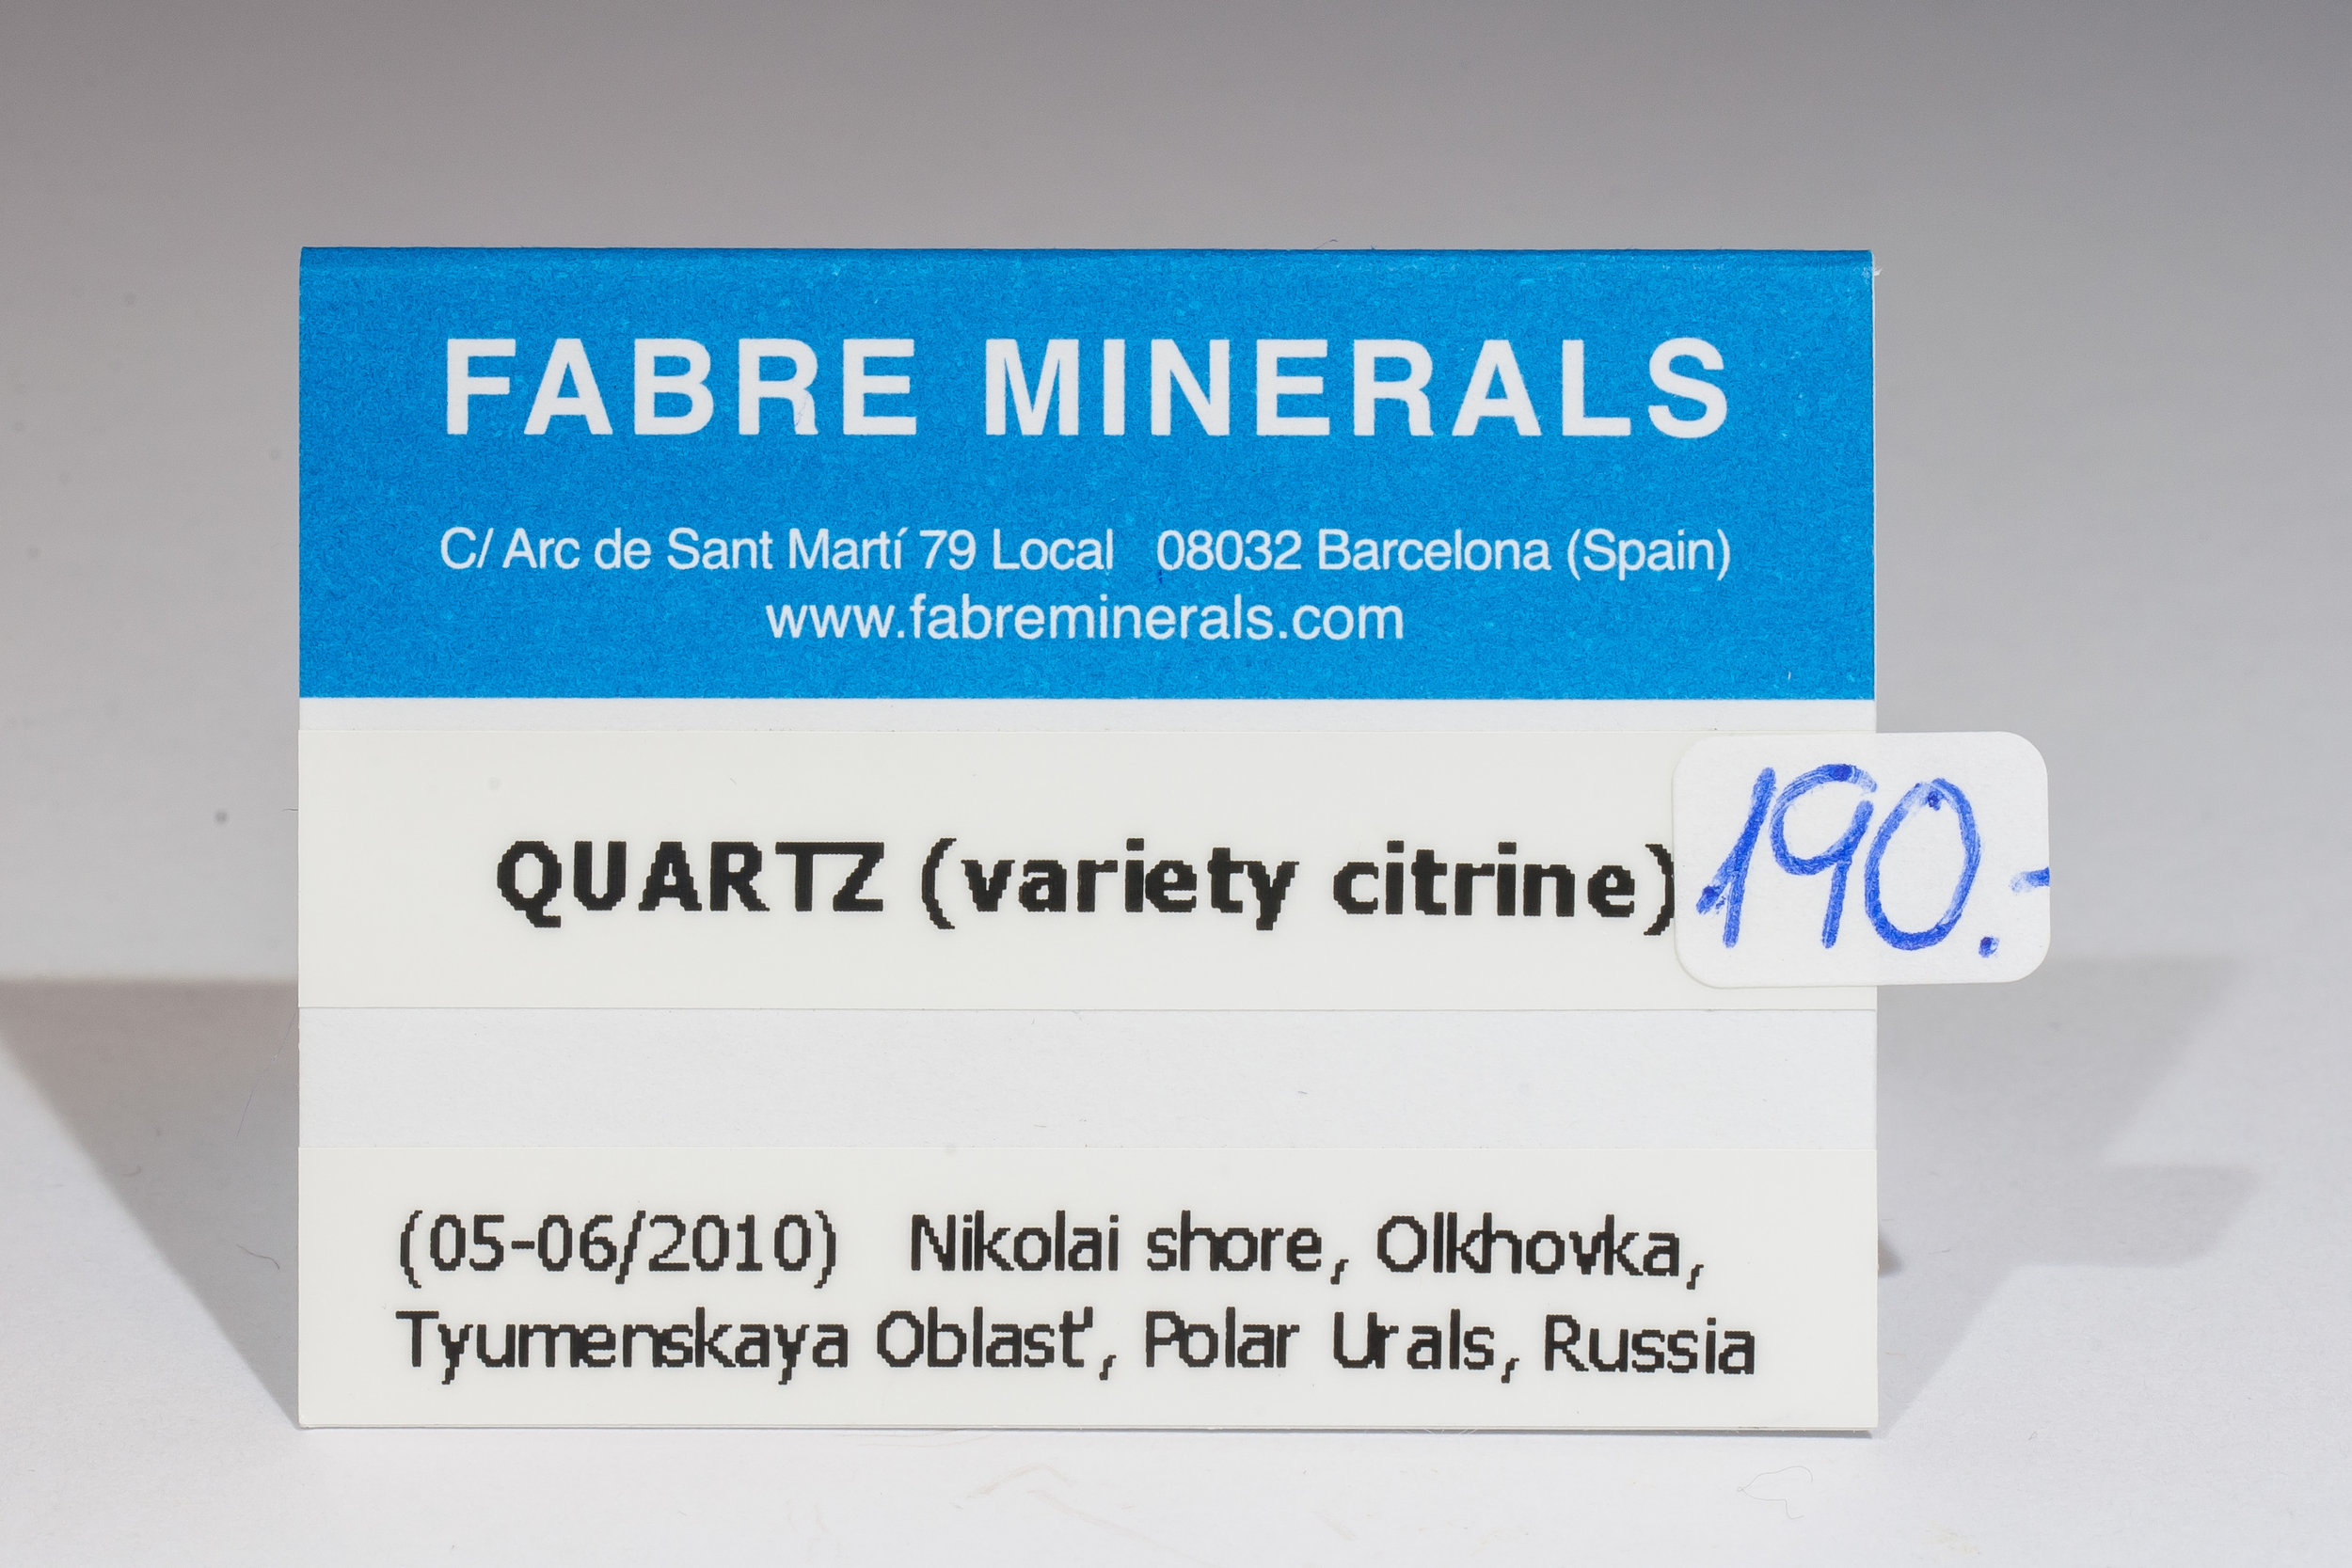 FABRE MINERALS
C/ Arc de Sant Martí 79 Local 08032 Barcelona (Spain)
www.fabreminerals.com
QUARTZ (variety citrine)
190.-
(05-06/2010) Nikolai shore, Olkhovka,
Tyumenskaya Oblast', Polar Urals, Russia